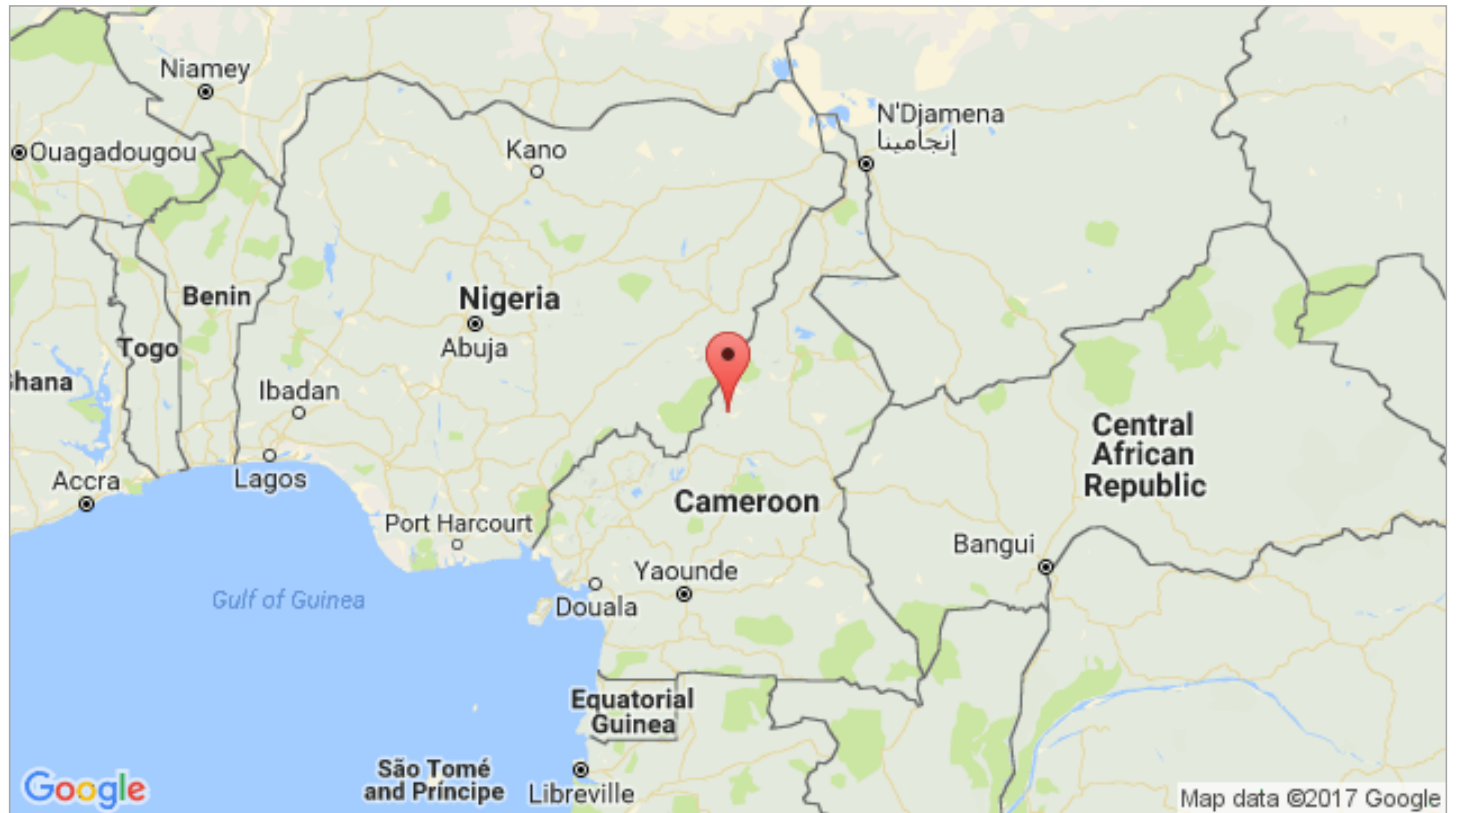 Niamey
N'Djamena
إنجامينا
Kano
Ouagadougou
Benin
Nigeria
Abuja
Togo
Ghana
Ibadan
Central
African
Republic
Accra
Lagos
Cameroon
Port Harcourt
Bangui
Yaounde
Gulf of Guinea
Douala
Equatorial
Guinea
São Tomé
and Príncipe
Libreville
Google
Map data ©2017 Google